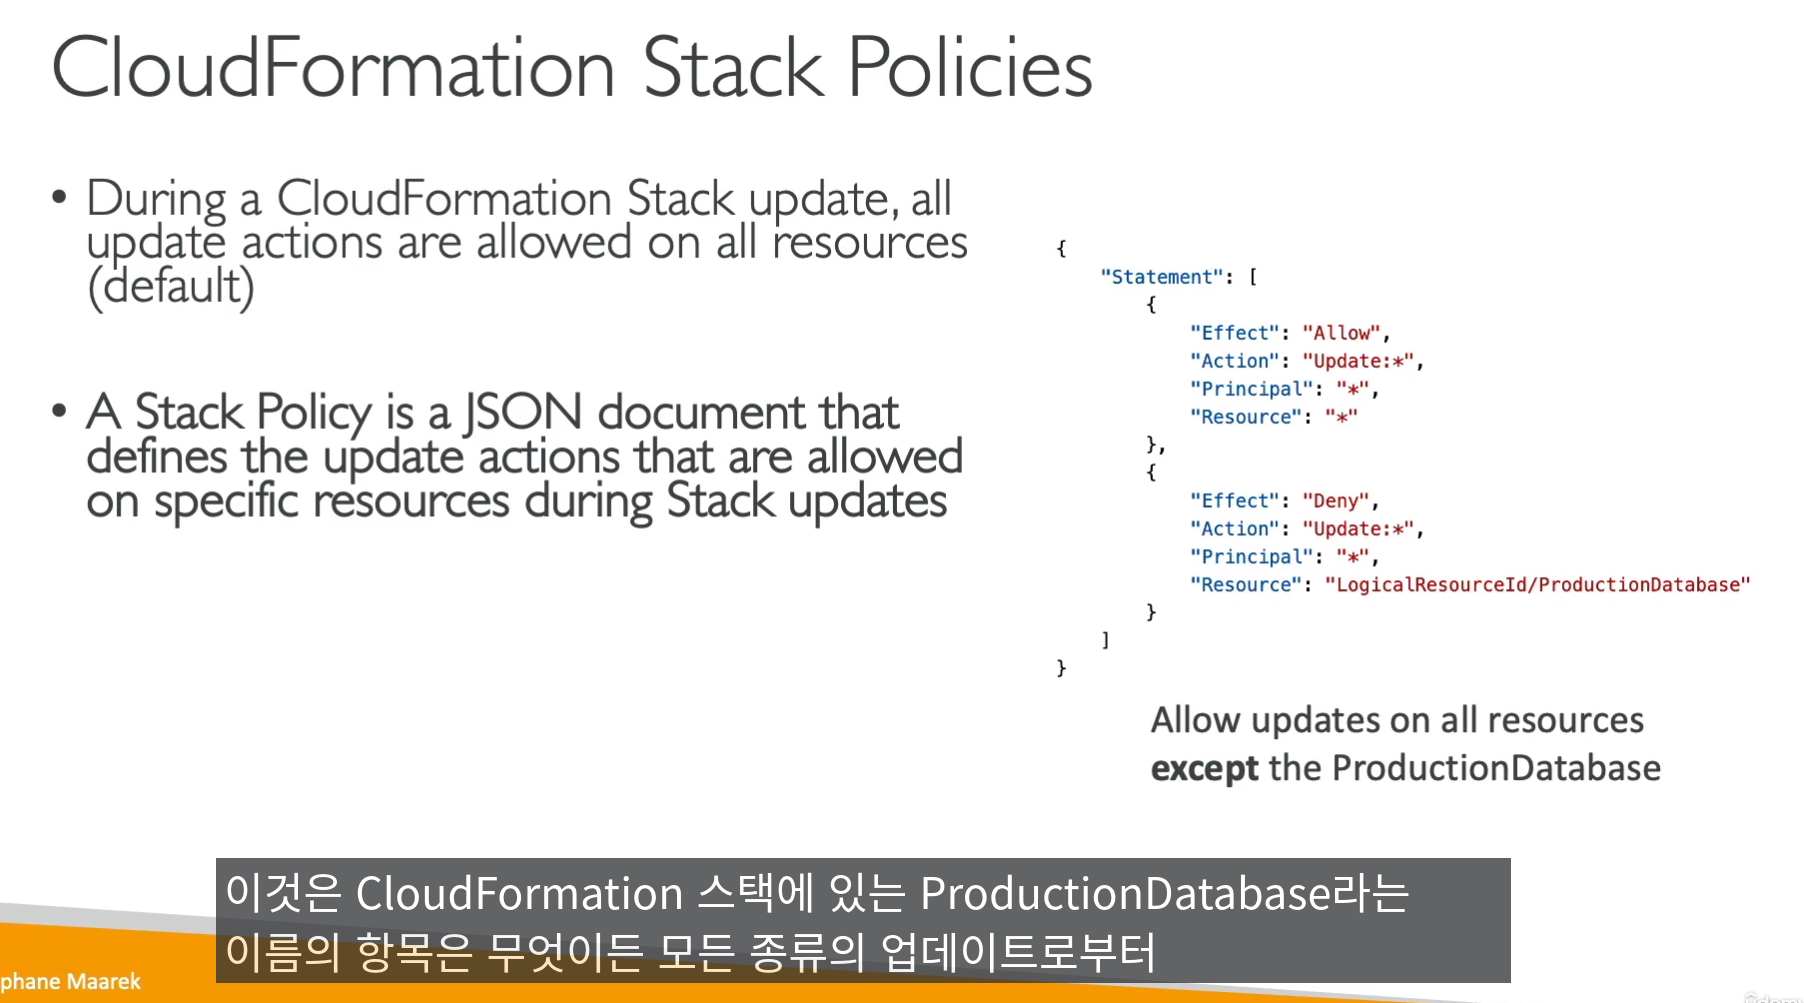 CloudFormation Stack Policies
• During a CloudFormation Stack update, all
update actions are allowed on all resources
(default)
• A Stack Policy is a JSON document that
defines the update actions that are allowed
on specific resources during Stack updates
{
"Statement": [
{
"Effect": "Allow",
"Action": "Update:*",
"Principal": "*",
"Resource": "*"
},
{
"Effect": "Deny",
"Action": "Update:*",
"Principal": "*",
"Resource": "LogicalResourceId/ProductionDatabase"
}
]
}
Allow updates on all resources
except the ProductionDatabase
이것은 CloudFormation 스택에 있는 ProductionDatabase라는
이름의 항목은 무엇이든 모든 종류의 업데이트로부터
phane Maarek